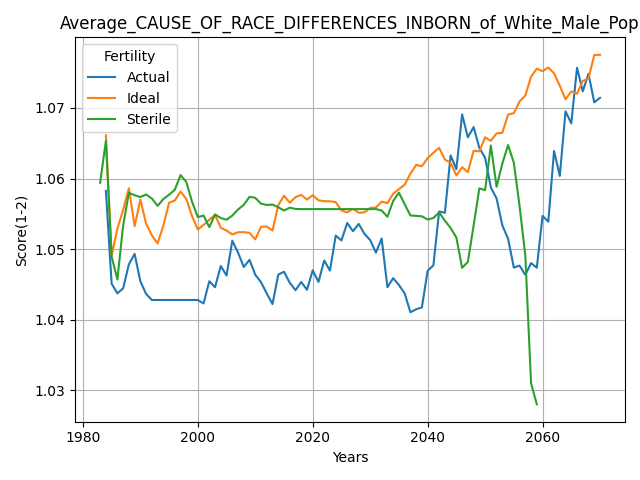 Average_CAUSE_OF_RACE_DIFFERENCES_INBORN_of_White_Male_Pop
Fertility
Actual
Ideal
Sterile
1.07
1.06
1.05
1.04
1.03
Score(1-2)
1980
2000
2020
2040
2060
Years